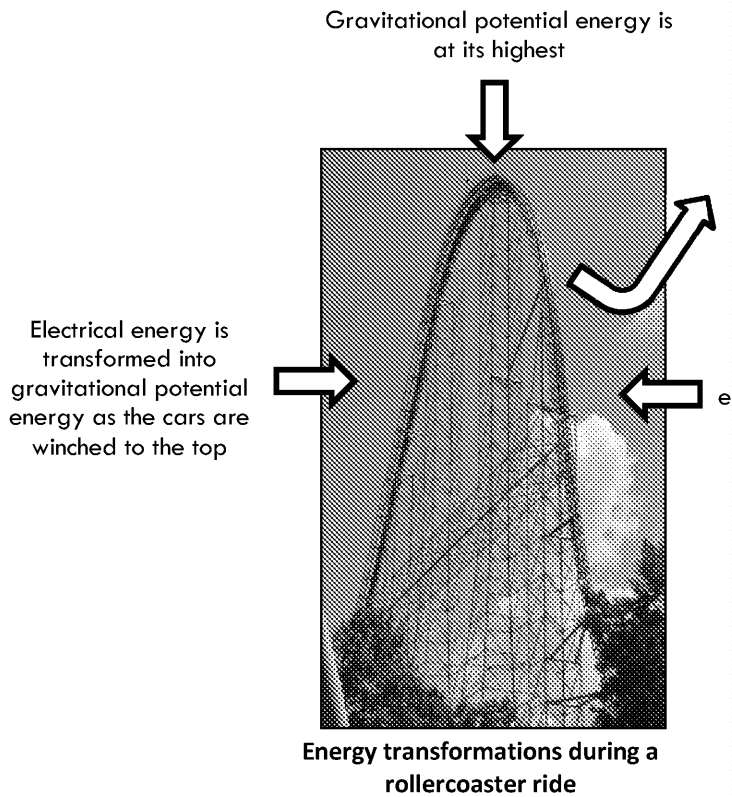 Gravitational potential energy is
at its highest
Electrical energy is
transformed into
gravitational potential
energy as the cars are
winched to the top
e
Energy transformations during a
rollercoaster ride